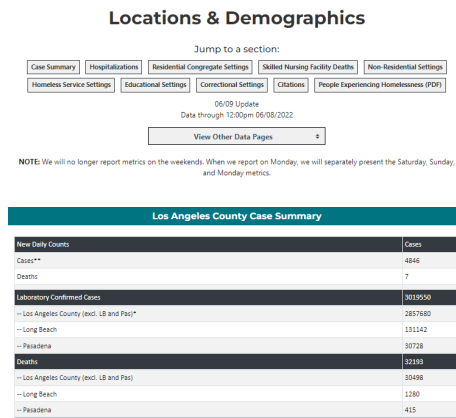 Locations & Demographics
Jump to a section:
Case Summary Hospitalizations Residential Congregate Settings Skilled Nursing Facility Deaths Non-Residential Settings
Homeless Service Settings Educational Settings Correctional Settings Citations People Experiencing Homelessness (PDF)
06/09 Update
Data through 12:00pm 06/08/2022
View Other Data Pages
NOTE: We will no longer report metrics on the weekends. When we report on Monday, we will separately present the Saturday, Sunday,
and Monday metrics.
Los Angeles County Case Summary
New Daily Counts Cases
Cases** 4846
Deaths 7
Laboratory Confirmed Cases 3019550
-- Los Angeles County (excl. LB and Pas)* 2857680
-- Long Beach 131142
-- Pasadena 30728
Deaths 32193
-- Los Angeles County (excl. LB and Pas) 30498
-- Long Beach 1280
-- Pasadena 415